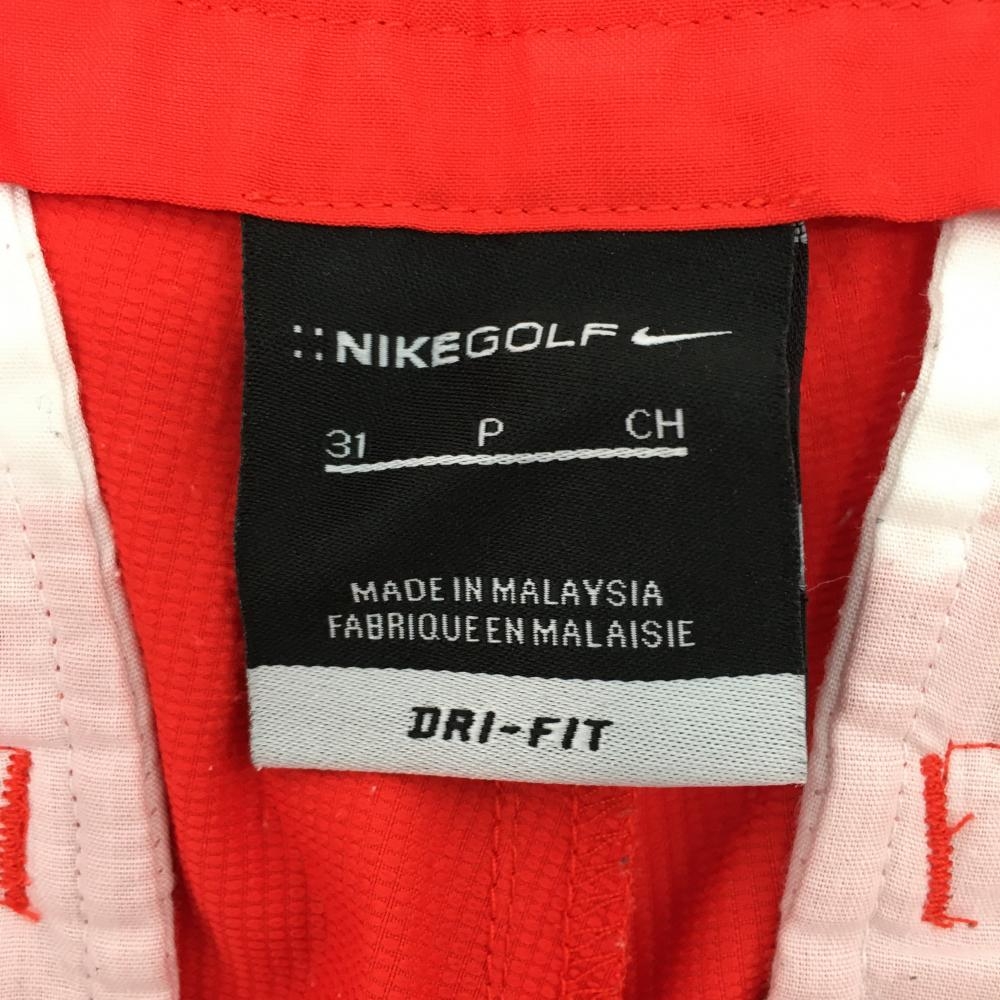 NIKEGOLF
31 P CH
MADE IN MALAYSIA
FABRIQUE EN MALAISIE
DRI-FIT